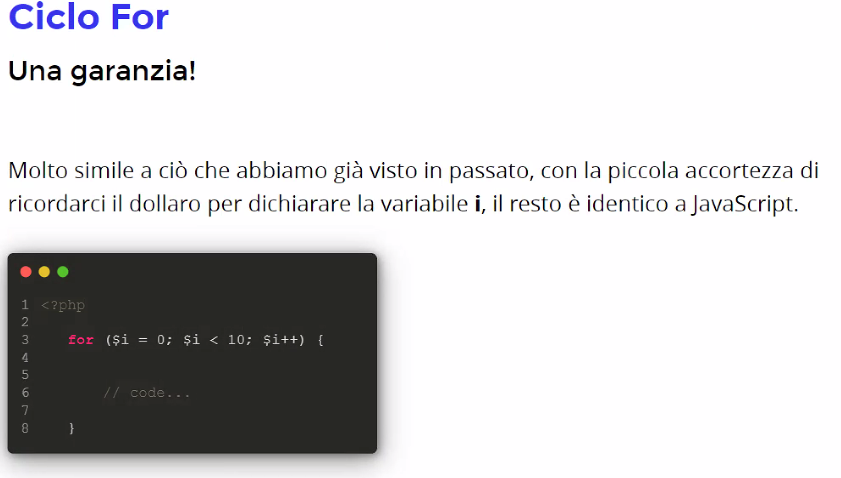 Ciclo For
Una garanzia!
Molto simile a ciò che abbiamo già visto in passato, con la piccola accortezza di
ricordarci il dollaro per dichiarare la variabile i, il resto è identico a JavaScript.
1 <?php
2
3 for ($i = 0; $i < 10; $i++) {
4
5
6 // code...
7
8 }